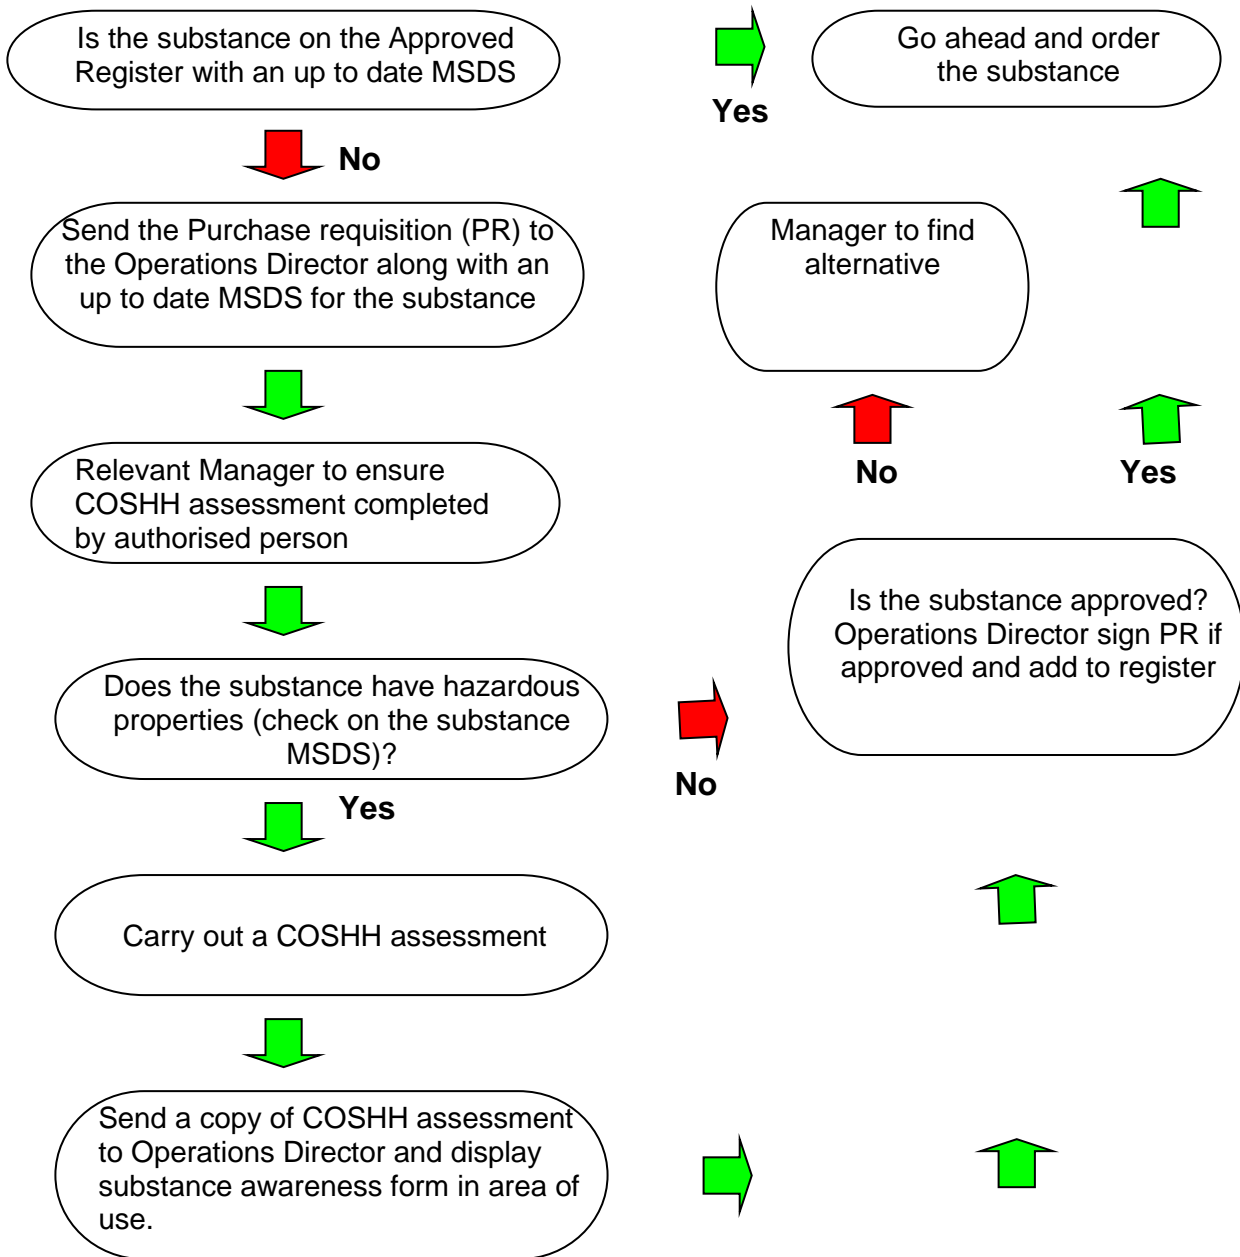 Is the substance on the Approved
Register with an up to date MSDS
Yes
Go ahead and order
the substance
No
Send the Purchase requisition (PR) to
the Operations Director along with an
up to date MSDS for the substance
Manager to find
alternative
No
Yes
Relevant Manager to ensure
COSHH assessment completed
by authorised person
Is the substance approved?
Operations Director sign PR if
approved and add to register
Does the substance have hazardous
properties (check on the substance
MSDS)?
No
Yes
Carry out a COSHH assessment
Send a copy of COSHH assessment
to Operations Director and display
substance awareness form in area of
use.